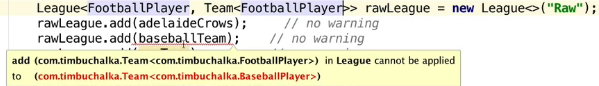 League<FootballPlayer, Team<FootballPlayer>> rawLeague = new League<>("Raw");
rawLeague.add(adelaideCrows);     // no warning
rawLeague.add(baseballTeam);    // no warning
add (com.timbuchalka.Team<com.timbuchalka.FootballPlayer>) in League cannot be applied
to (com.timbuchalka.Team<com.timbuchalka.BaseballPlayer>)